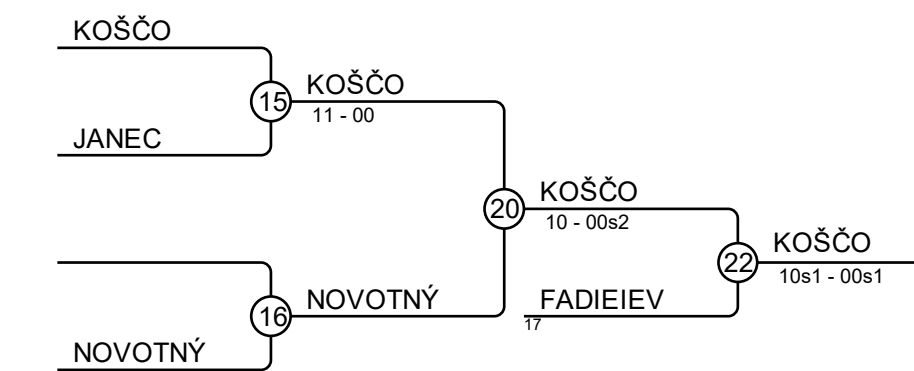 KOŠČO
15
KOŠČO
11 - 00
JANEC
20
KOŠČO
10 - 00s2
22
KOŠČO
10s1 - 00s1
16
NOVOTNÝ
FADIEIEV
17
NOVOTNÝ